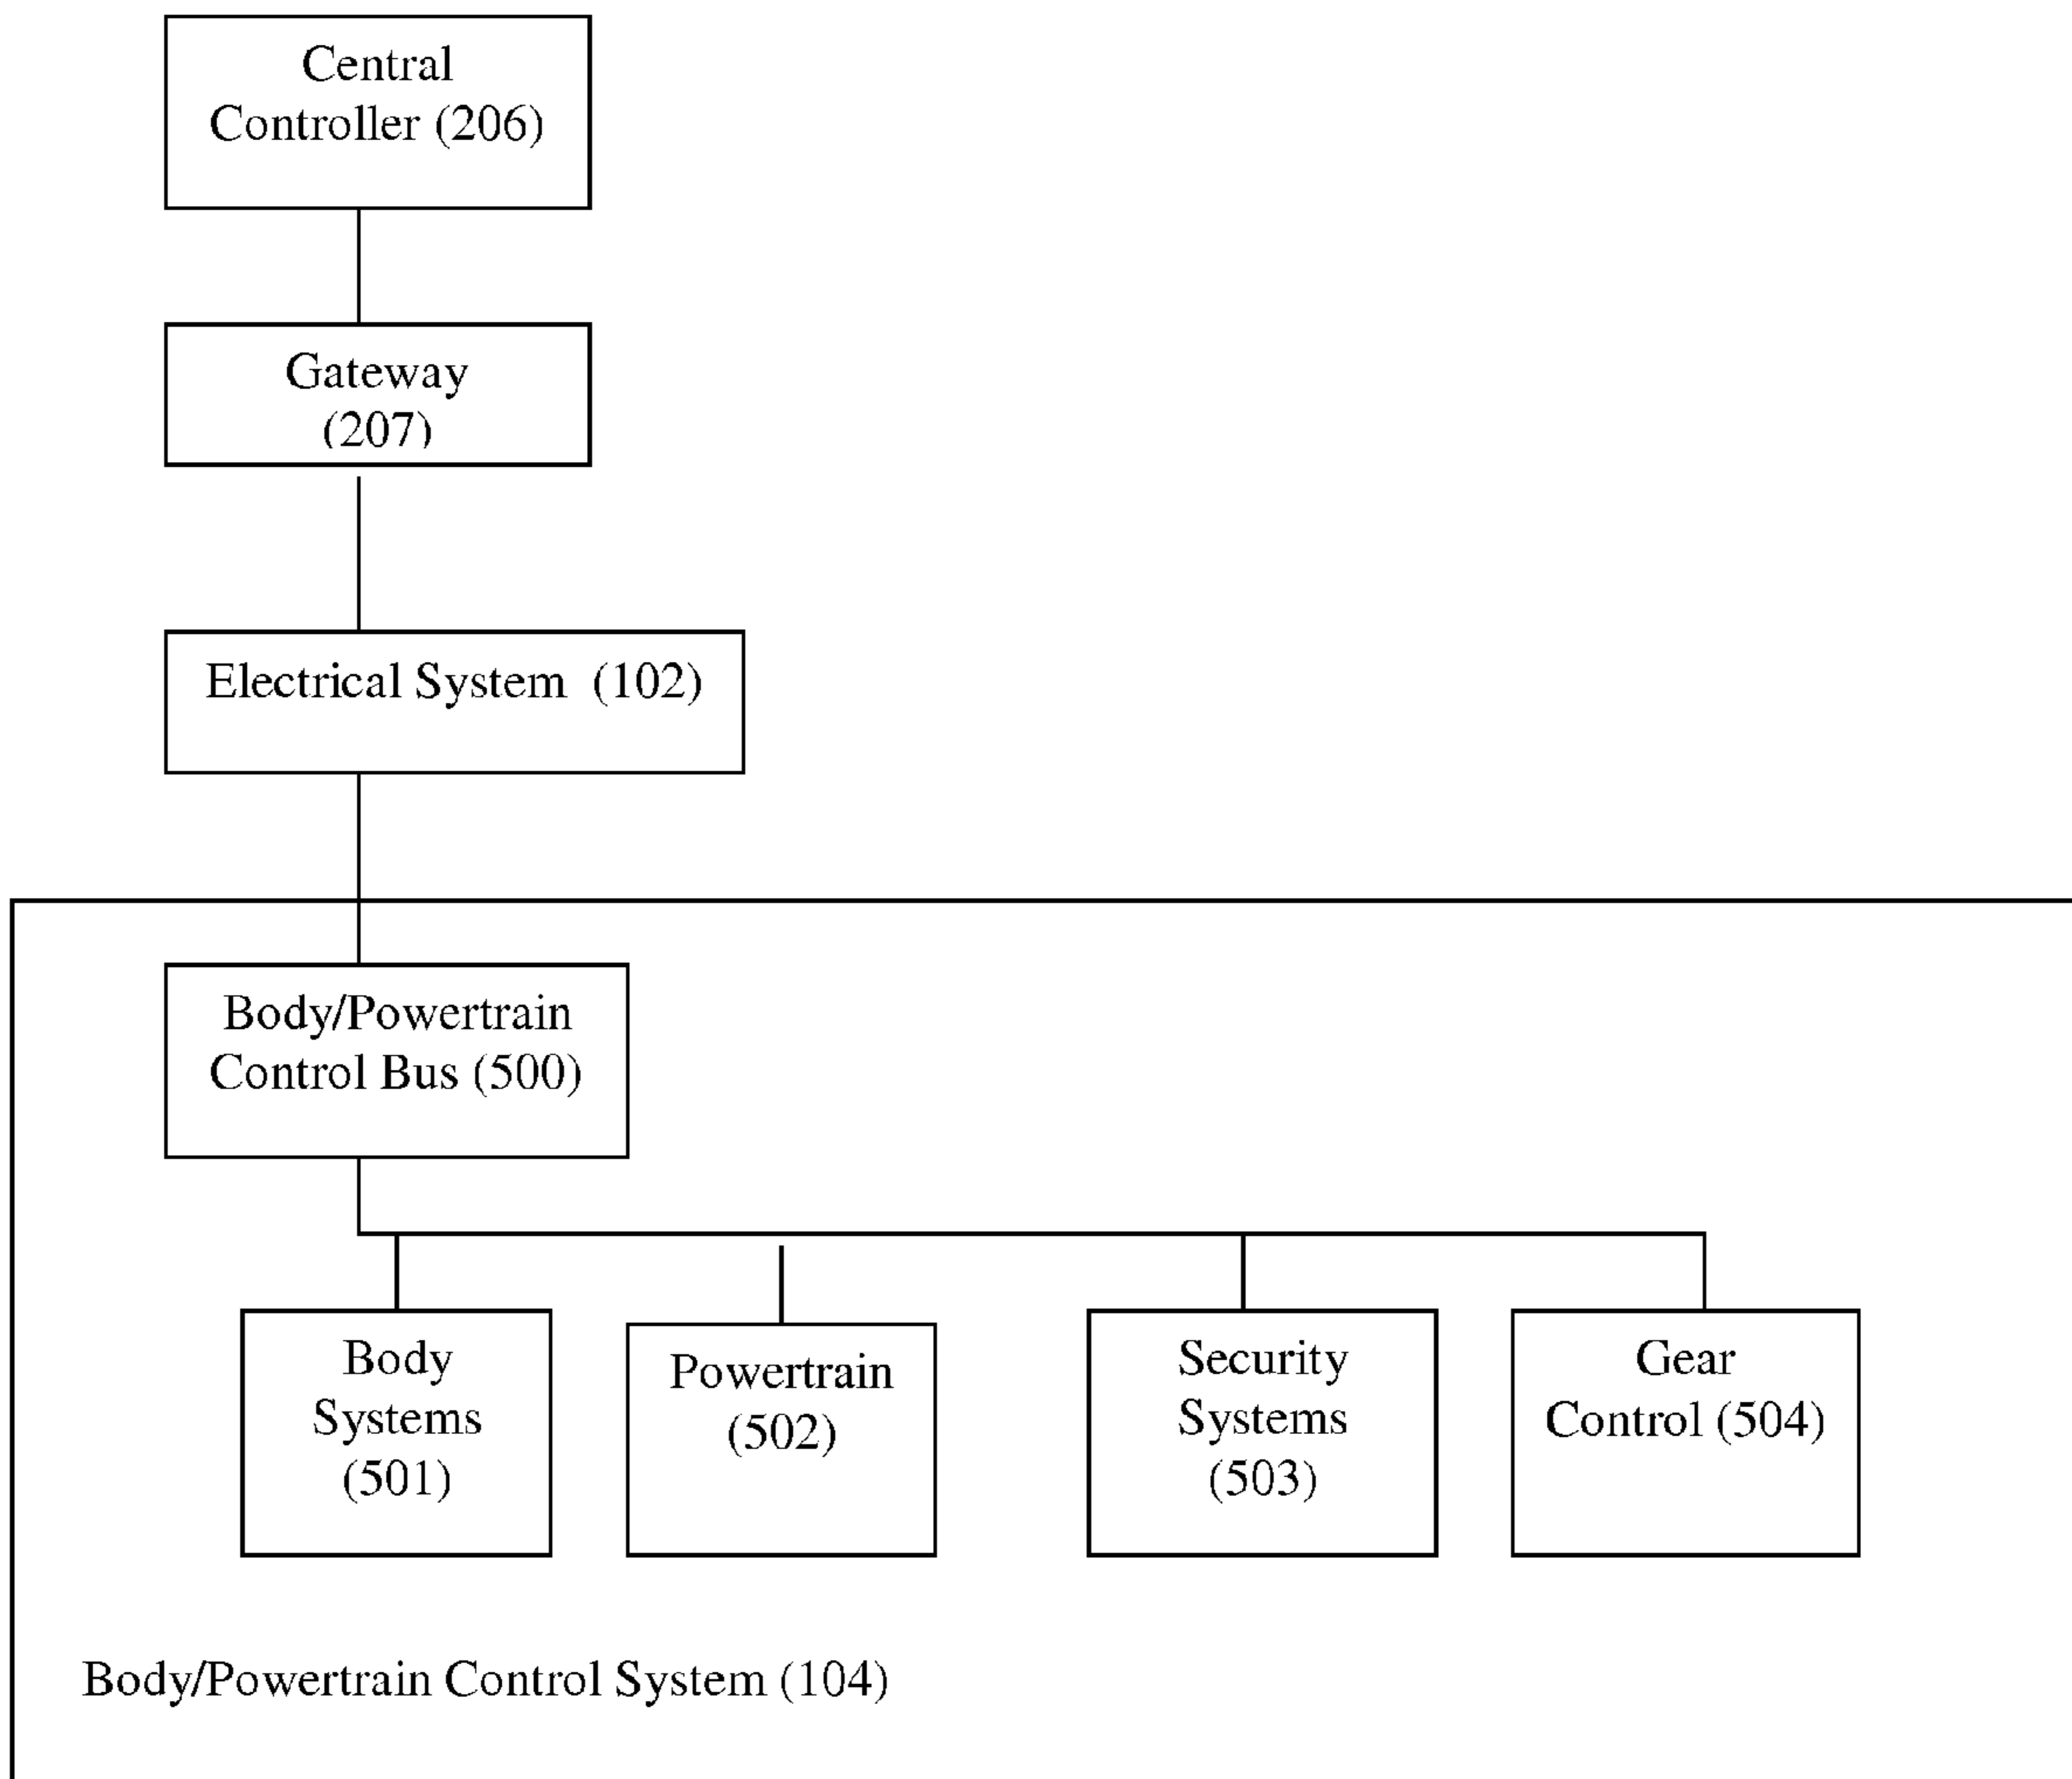 Central
Controller (206)
Gateway
(207)
Electrical System (102)
Body/Powertrain
Control Bus (500)
Body
Systems
(501)
Powertrain
(502)
Security
Systems
(503)
Gear
Control (504)
Body/Powertrain Control System (104)